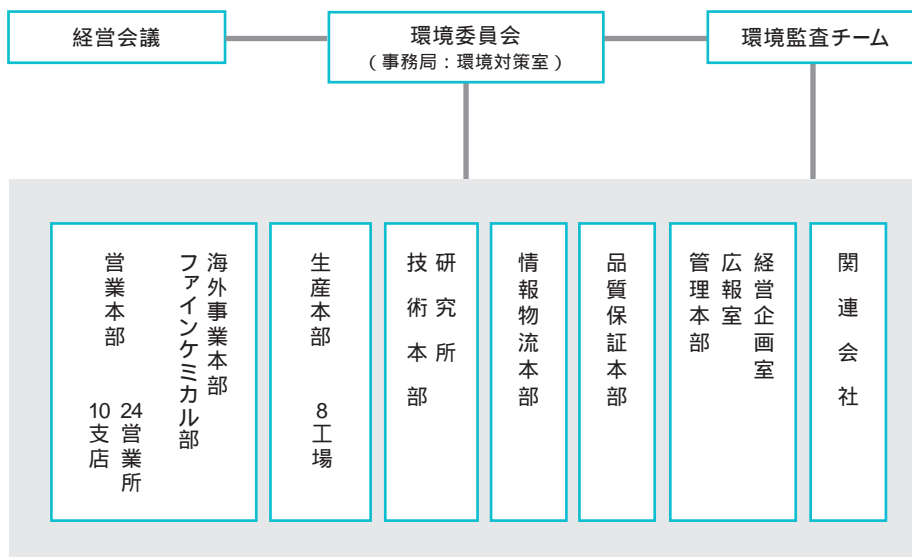 経営会議
環境委員会
(事務局:環境対策室)
環境監査チーム
海外事業本部
ファインケミカル部
営業本部
24営業所
10支店
生産本部
8工場
研究所
技術本部
情報物流本部
品質保証本部
経営企画室
広報室
管理本部
関連会社